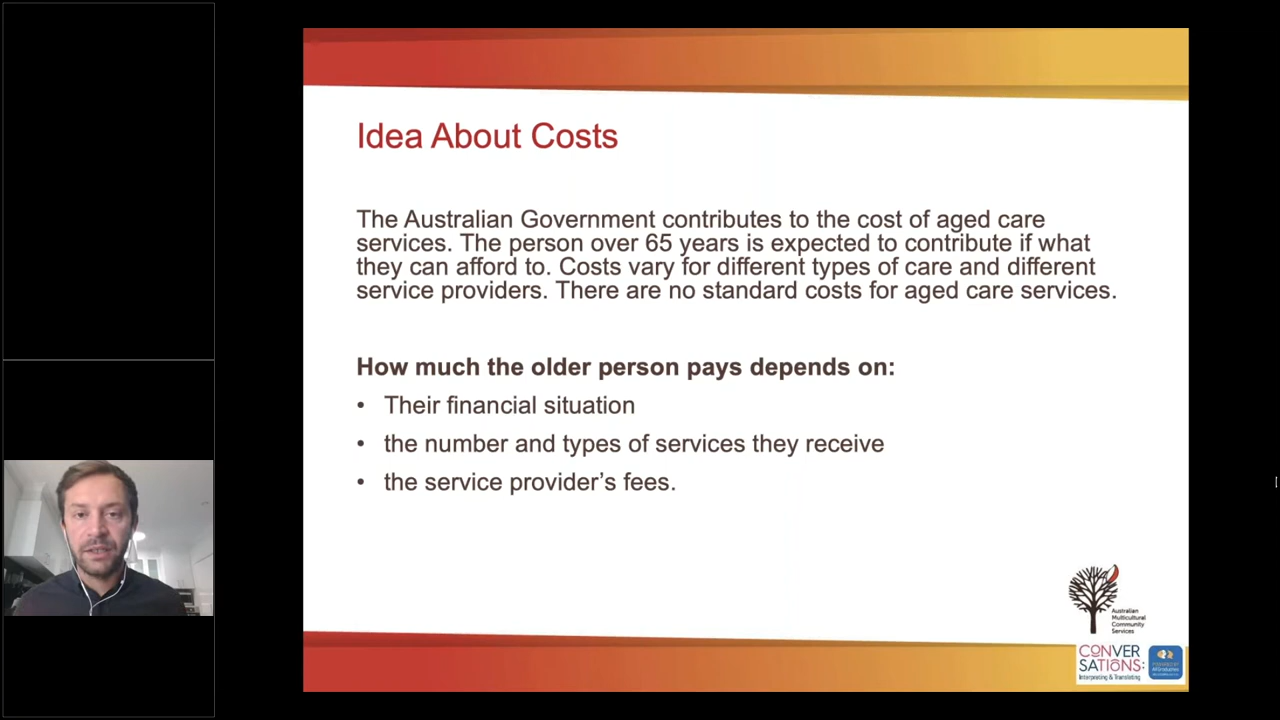 Idea About Costs
The Australian Government contributes to the cost of aged care
services. The person over 65 years is expected to contribute if what
they can afford to. Costs vary for different types of care and different
service providers. There are no standard costs for aged care services.
How much the older person pays depends on:
• Their financial situation
• the number and types of services they receive
• the service provider’s fees.
Australian
Multicultural
Community
Services
CONVER
SATIONS:
Interpreting & Translating